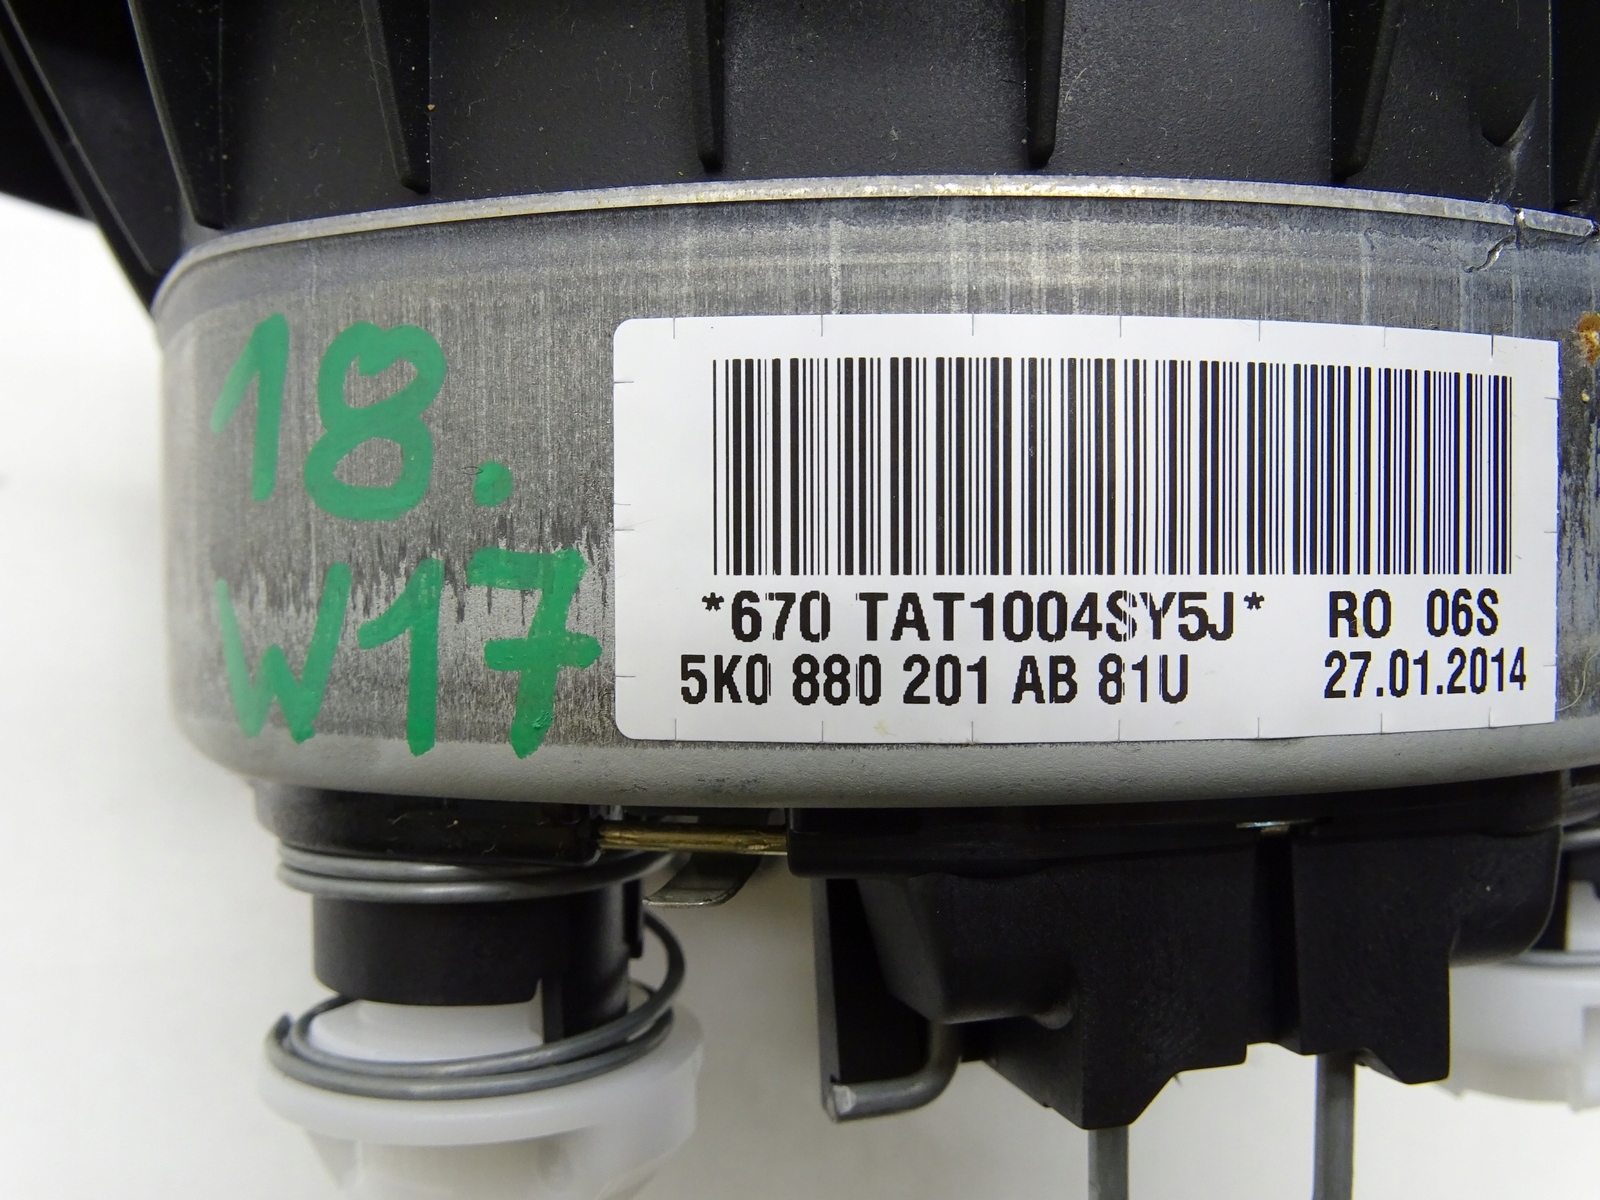 18.
W17
*670 TAT1004SY5J* RO 06S
5K0 880 201 AB 81U 27.01.2014